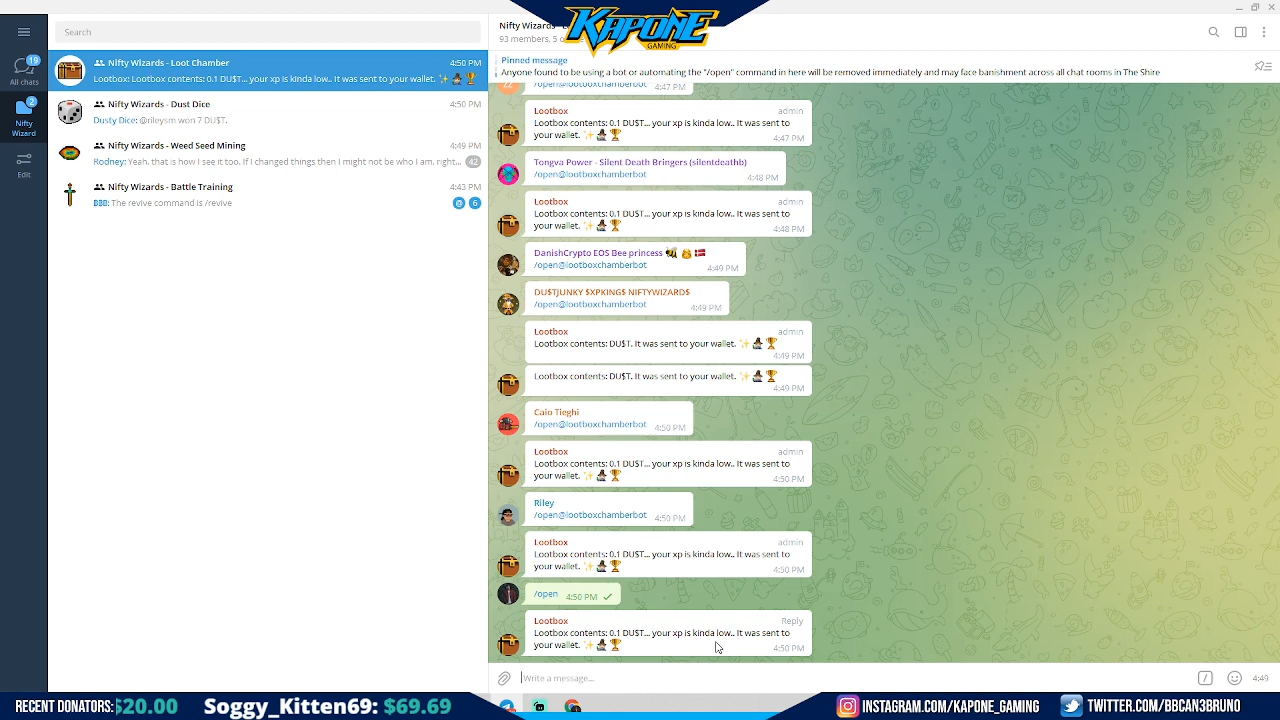 KAPONE
GAMING
Search
19
All chats
2
Nifty
Wizard
Edit
Nifty Wizards - Loot Chamber 4:50 PM
Lootbox: Lootbox contents: 0.1 DU$T... your xp is kinda low.. It was sent to your wallet. ✨🧙🏆
Nifty Wizards - Dust Dice 4:50 PM
Dusty Dice: @rileysm won 7 DU$T.
Nifty Wizards - Weed Seed Mining 4:49 PM
Rodney: Yeah, that is how I see it too. If I changed things then I might not be who I am, right... 42
Nifty Wizards - Battle Training 4:43 PM
BBB: The revive command is /revive @ 6
Nifty Wizards - L
93 members, 5 o
Pinned message
Anyone found to be using a bot or automating the "/open" command in here will be removed immediately and may face banishment across all chat rooms in The Shire
/open@lootboxchamberbot 4:47 PM
Lootbox admin
Lootbox contents: 0.1 DU$T... your xp is kinda low.. It was sent to
your wallet. ✨🧙🏆 4:47 PM
Tongva Power - Silent Death Bringers (silentdeathb)
/open@lootboxchamberbot 4:48 PM
Lootbox admin
Lootbox contents: 0.1 DU$T... your xp is kinda low.. It was sent to
your wallet. ✨🧙🏆 4:48 PM
DanishCrypto EOS Bee princess 🐝👸🇩🇰
/open@lootboxchamberbot 4:49 PM
DU$TJUNKY $XPKING$ NIFTYWIZARD$
/open@lootboxchamberbot 4:49 PM
Lootbox admin
Lootbox contents: DU$T. It was sent to your wallet. ✨🧙🏆
4:49 PM
Lootbox contents: DU$T. It was sent to your wallet. ✨🧙🏆
4:49 PM
Caio Tieghi
/open@lootboxchamberbot 4:50 PM
Lootbox admin
Lootbox contents: 0.1 DU$T... your xp is kinda low.. It was sent to
your wallet. ✨🧙🏆 4:50 PM
Riley
/open@lootboxchamberbot 4:50 PM
Lootbox admin
Lootbox contents: 0.1 DU$T... your xp is kinda low.. It was sent to
your wallet. ✨🧙🏆 4:50 PM
/open 4:50 PM
Lootbox Reply
Lootbox contents: 0.1 DU$T... your xp is kinda low.. It was sent to
your wallet. ✨🧙🏆 4:50 PM
Write a message... 4:49
RECENT DONATORS: $20.00 Soggy_Kitten69: $69.69 INSTAGRAM.COM/KAPONE_GAMING TWITTER.COM/BBCAN3BRUNO